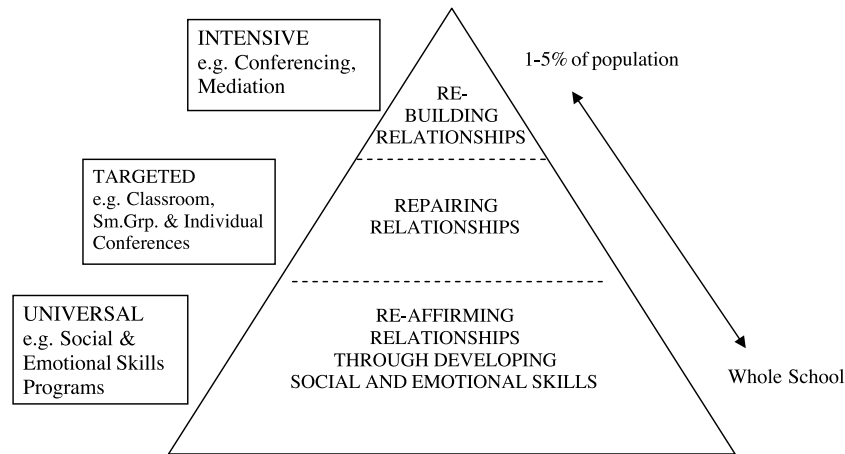 INTENSIVE
e.g. Conferencing,
Mediation
1-5% of population
RE-
BUILDING
RELATIONSHIPS
TARGETED
e.g. Classroom,
Sm.Grp. & Individual
Conferences
REPAIRING
RELATIONSHIPS
UNIVERSAL
e.g. Social &
Emotional Skills
Programs
RE-AFFIRMING
RELATIONSHIPS
THROUGH DEVELOPING
SOCIAL AND EMOTIONAL SKILLS
Whole School